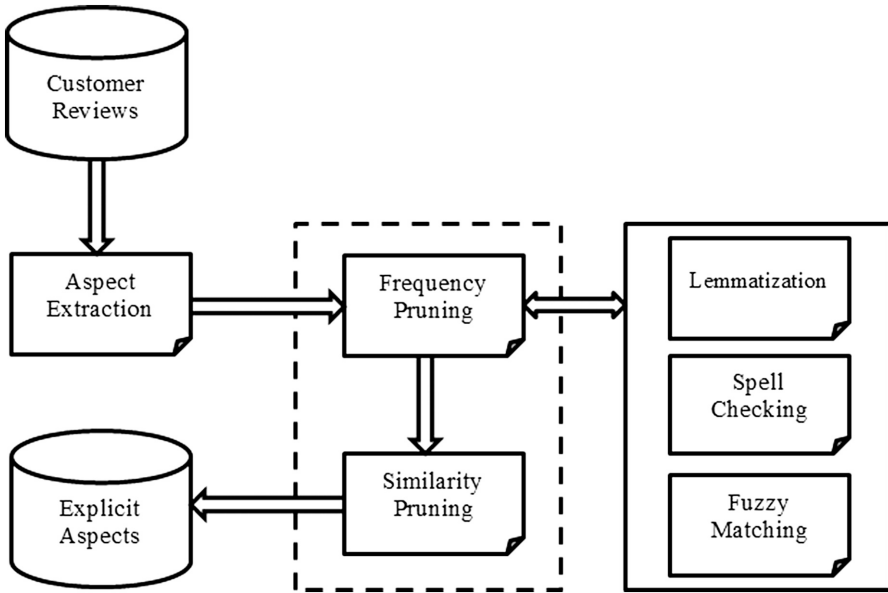 Customer
Reviews
Aspect
Extraction
Frequency
Pruning
Lemmatization
Spell
Checking
Similarity
Pruning
Fuzzy
Matching
Explicit
Aspects